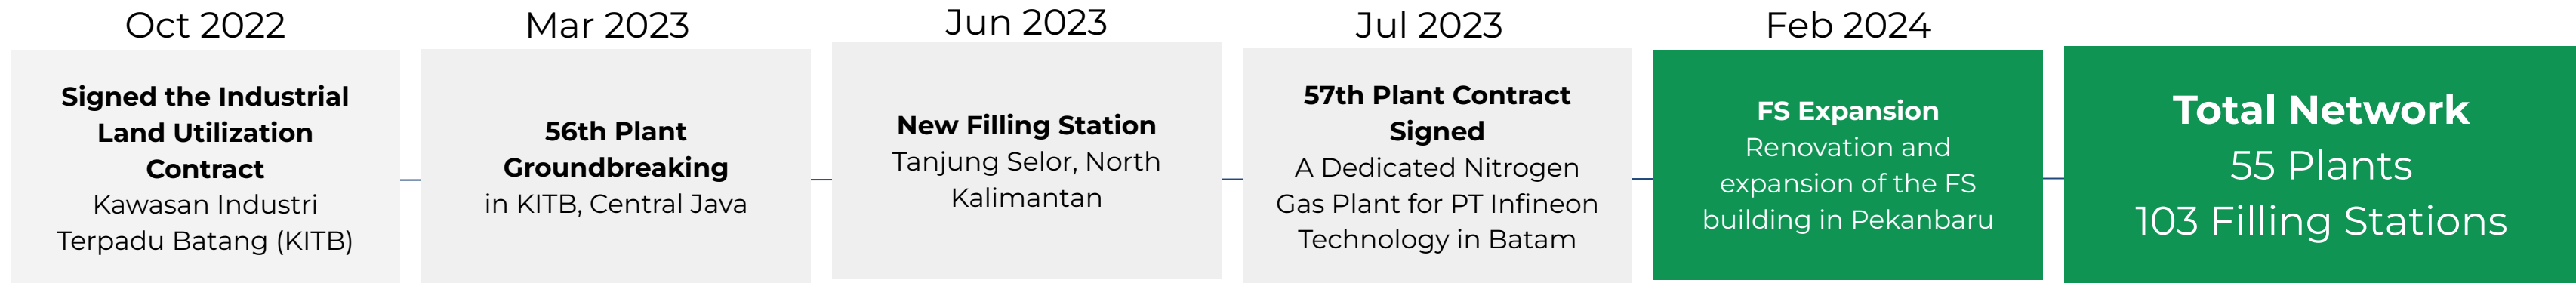 Oct 2022
Signed the Industrial
Land Utilization
Contract
Kawasan Industri
Terpadu Batang (KITB)
Mar 2023
56th Plant
Groundbreaking
in KITB, Central Java
Jun 2023
New Filling Station
Tanjung Selor, North
Kalimantan
Jul 2023
57th Plant Contract
Signed
A Dedicated Nitrogen
Gas Plant for PT Infineon
Technology in Batam
Feb 2024
FS Expansion
Renovation and
expansion of the FS
building in Pekanbaru
Total Network
55 Plants
103 Filling Stations